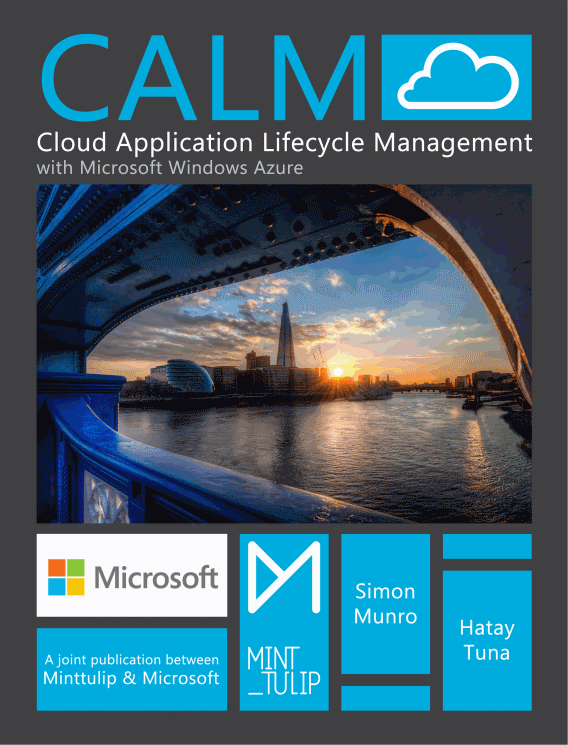 CALM
Cloud Application Lifecycle Management
with Microsoft Windows Azure
Microsoft
A joint publication between
Minttulip & Microsoft
MINT
_TULIP
Simon
Munro
Hatay
Tuna